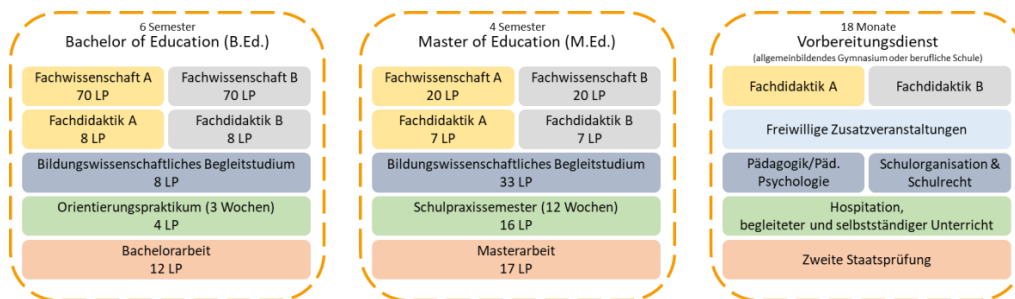 6 Semester
Bachelor of Education (B.Ed.)
Fachwissenschaft A
70 LP
Fachwissenschaft B
70 LP
Fachdidaktik A
8 LP
Fachdidaktik B
8 LP
Bildungswissenschaftliches Begleitstudium
8 LP
Orientierungspraktikum (3 Wochen)
4 LP
Bachelorarbeit
12 LP
4 Semester
Master of Education (M.Ed.)
Fachwissenschaft A
20 LP
Fachwissenschaft B
20 LP
Fachdidaktik A
7 LP
Fachdidaktik B
7 LP
Bildungswissenschaftliches Begleitstudium
33 LP
Schulpraxissemester (12 Wochen)
16 LP
Masterarbeit
17 LP
18 Monate
Vorbereitungsdienst
(allgemeinbildendes Gymnasium oder berufliche Schule)
Fachdidaktik A
Fachdidaktik B
Freiwillige Zusatzveranstaltungen
Pädagogik/Päd.
Psychologie
Schulorganisation &
Schulrecht
Hospitation,
begleiteter und selbstständiger Unterricht
Zweite Staatsprüfung